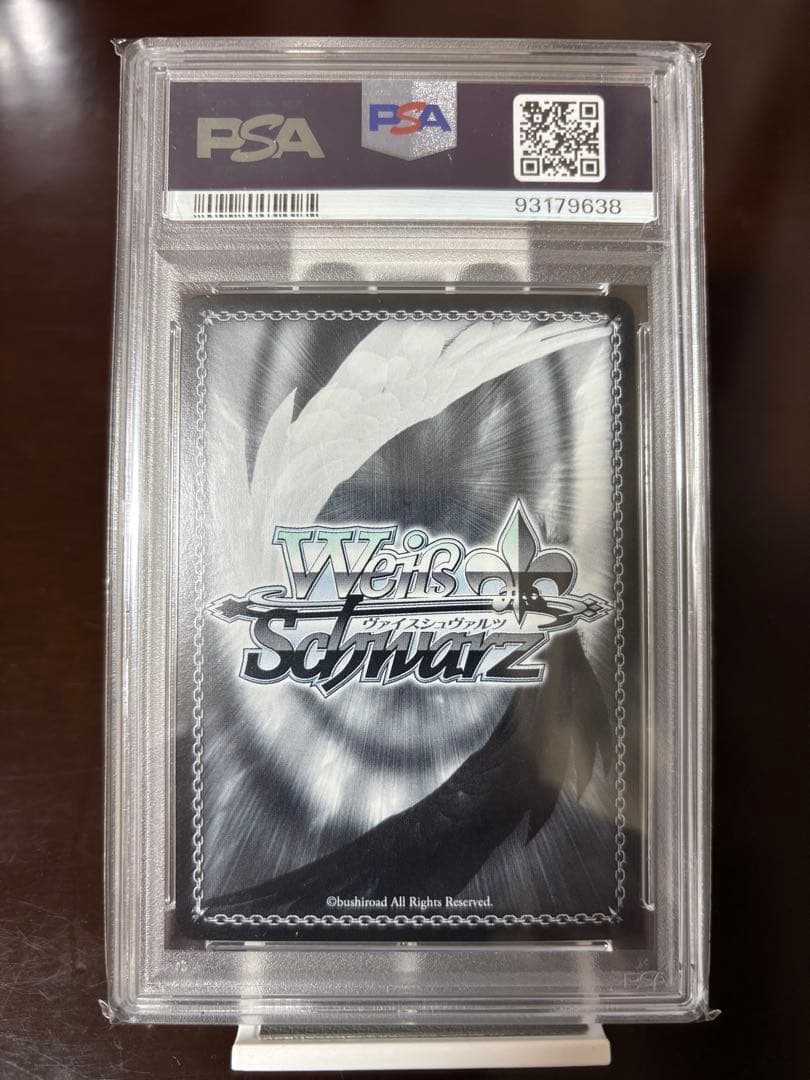 PSA
PSA
93179638
Weiß
ヴァイスシュヴァルツ
Schwarz
©bushiroad All Rights Reserved.
PSA